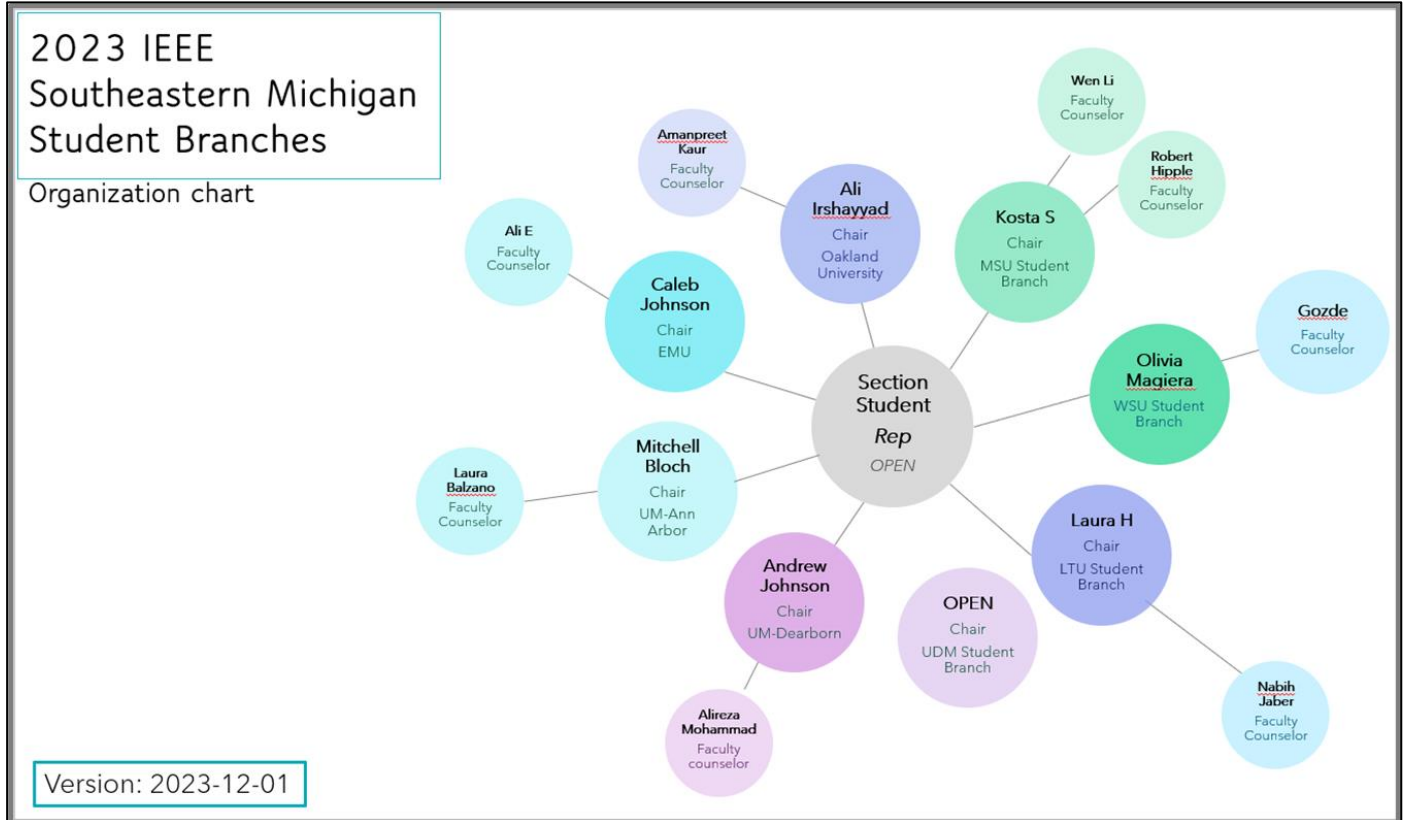 2023 IEEE
Southeastern Michigan
Student Branches
Organization chart
Wen Li
Faculty
Counselor
Robert
Hipple
Faculty
Counselor
Amanpreet
Kaur
Faculty
Counselor
Ali
Irshayyad
Chair
Oakland
University
Kosta S
Chair
MSU Student
Branch
Ali E
Faculty
Counselor
Caleb
Johnson
Chair
EMU
Gozde
Faculty
Counselor
Olivia
Magiera
WSU Student
Branch
Section
Student
Rep
OPEN
Mitchell
Bloch
Chair
UM-Ann
Arbor
Laura
Balzano
Faculty
Counselor
Laura H
Chair
LTU Student
Branch
Andrew
Johnson
Chair
UM-Dearborn
OPEN
Chair
UDM Student
Branch
Nabih
Jaber
Faculty
Counselor
Alireza
Mohammad
Faculty
counselor
Version: 2023-12-01